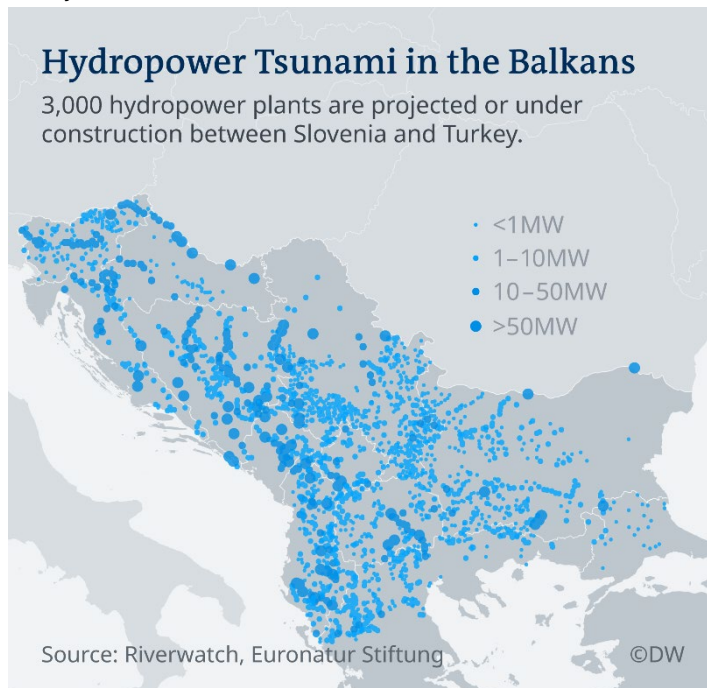 Hydropower Tsunami in the Balkans
3,000 hydropower plants are projected or under
construction between Slovenia and Turkey.
<1MW
1–10MW
10–50MW
>50MW
Source: Riverwatch, Euronatur Stiftung
©DW